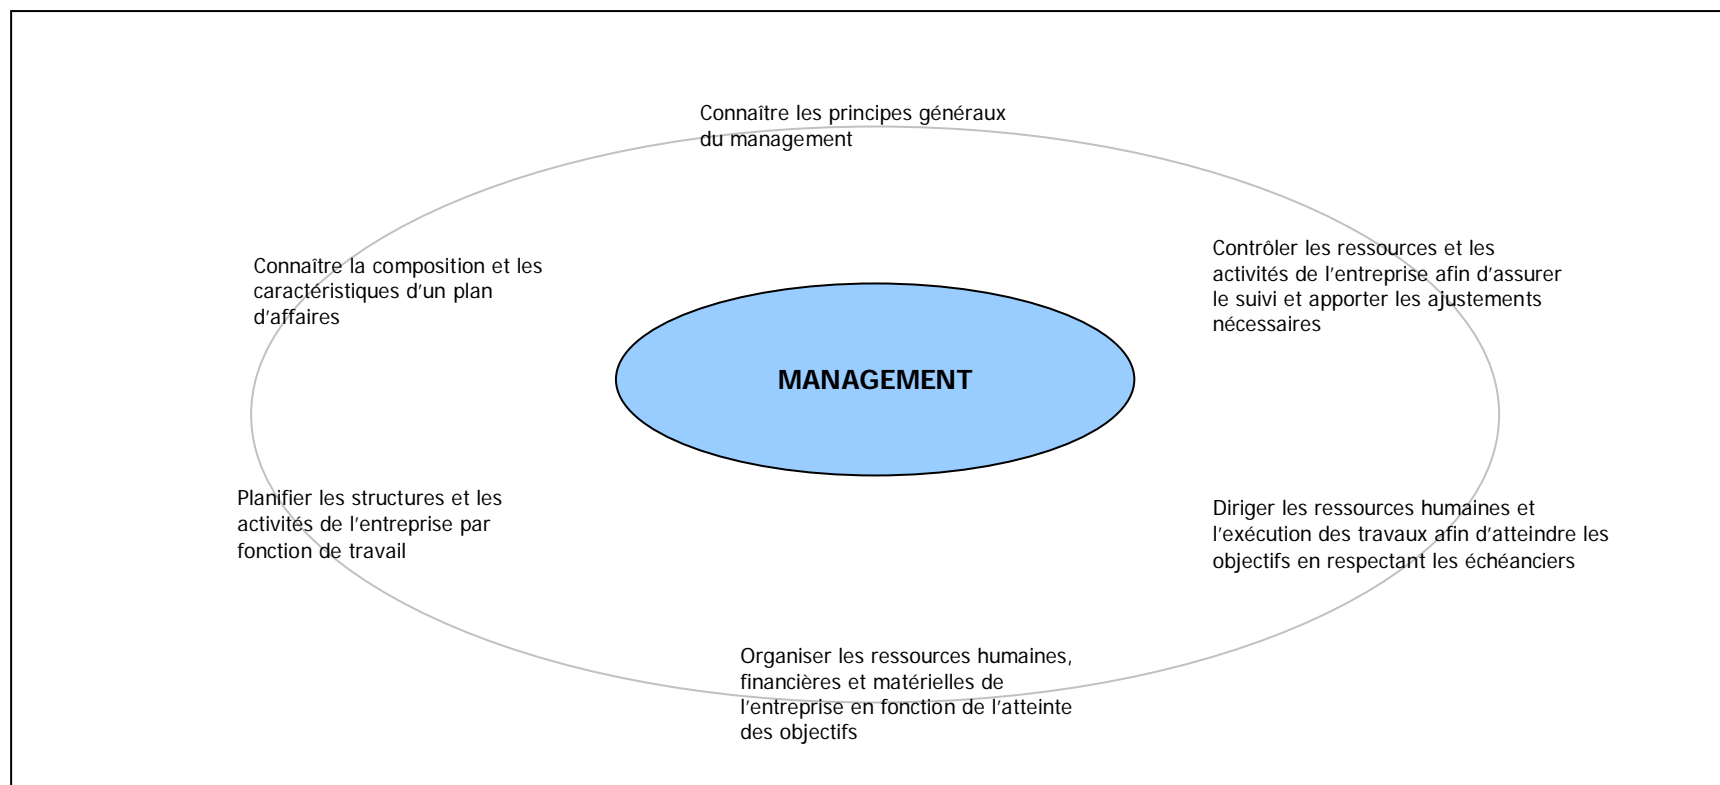 Connaître les principes généraux
du management
Connaître la composition et les
caractéristiques d'un plan
d'affaires
Contrôler les ressources et les
activités de l'entreprise afin d'assurer
le suivi et apporter les ajustements
nécessaires
MANAGEMENT
Planifier les structures et les
activités de l'entreprise par
fonction de travail
Diriger les ressources humaines et
l'exécution des travaux afin d'atteindre les
objectifs en respectant les échéanciers
Organiser les ressources humaines,
financières et matérielles de
l'entreprise en fonction de l'atteinte
des objectifs